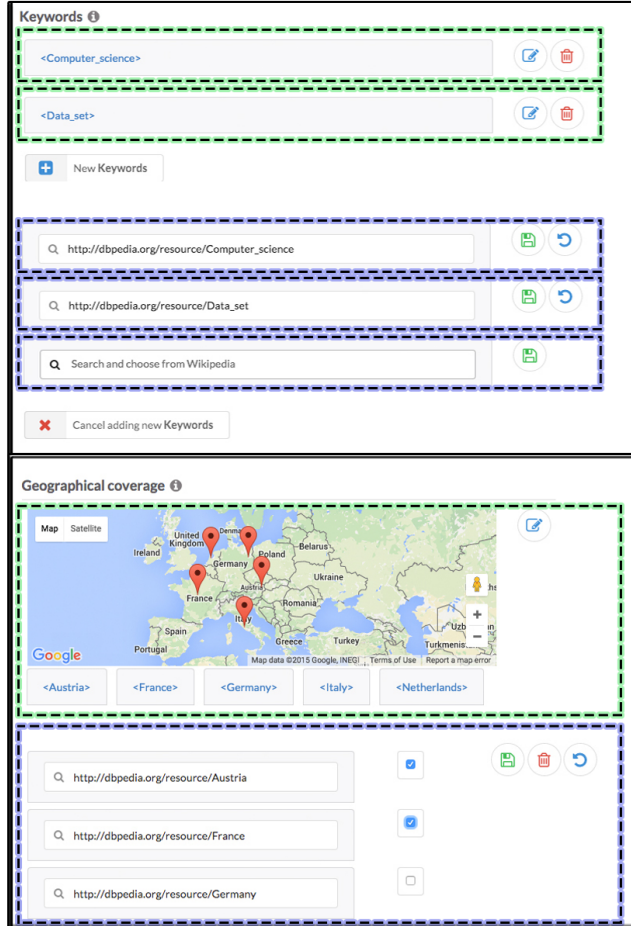 Keywords
<Computer_science>
<Data_set>
New Keywords
http://dbpedia.org/resource/Computer_science
http://dbpedia.org/resource/Data_set
Search and choose from Wikipedia
Cancel adding new Keywords
Geographical coverage
Map Satellite
United Kingdom
Ireland
Poland
Belarus
Germany
Ukraine
Austria
France
Romania
Italy
Spain
Portugal
Greece
Turkey
Google
Map data ©2015 Google, INEGI Terms of Use Report a map error
<Austria> <France> <Germany> <Italy> <Netherlands>
http://dbpedia.org/resource/Austria
http://dbpedia.org/resource/France
http://dbpedia.org/resource/Germany